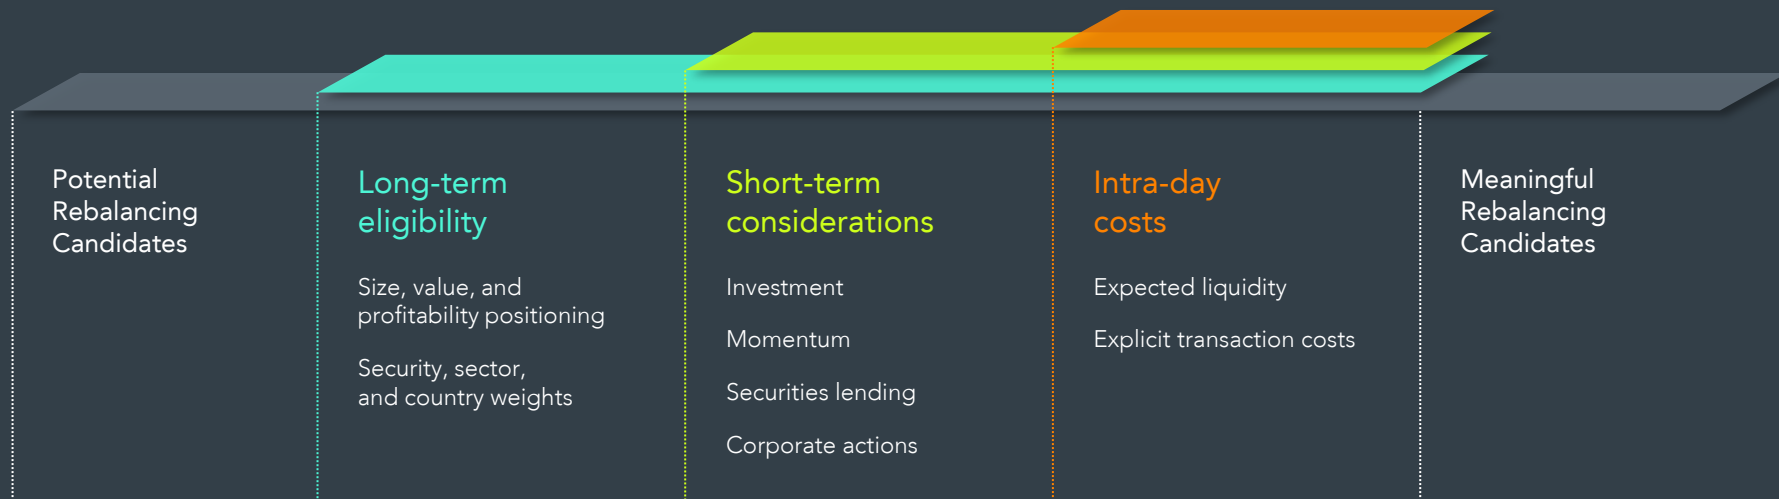 Potential
Rebalancing
Candidates
Long-term
eligibility
Size, value, and
profitability positioning
Security, sector,
and country weights
Short-term
considerations
Investment
Momentum
Securities lending
Corporate actions
Intra-day
costs
Expected liquidity
Explicit transaction costs
Meaningful
Rebalancing
Candidates